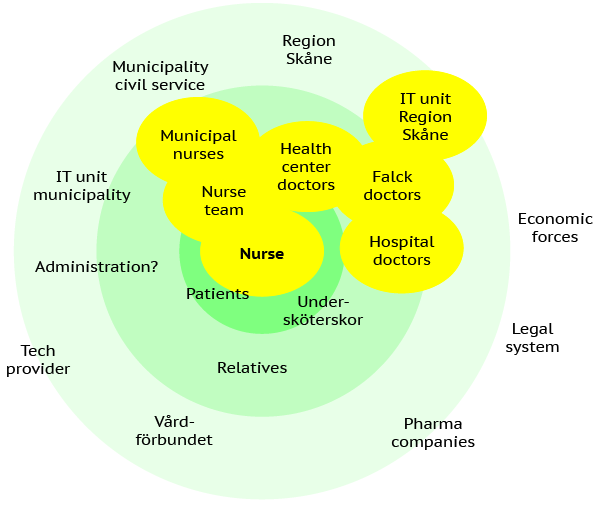 Region
Skåne
Municipality
civil service
IT unit
Region
Skåne
Municipal
nurses
Health
center
doctors
IT unit
municipality
Nurse
team
Falck
doctors
Economic
forces
Nurse
Hospital
doctors
Administration?
Patients
Under-
sköterskor
Legal
system
Tech
provider
Relatives
Vård-
förbundet
Pharma
companies